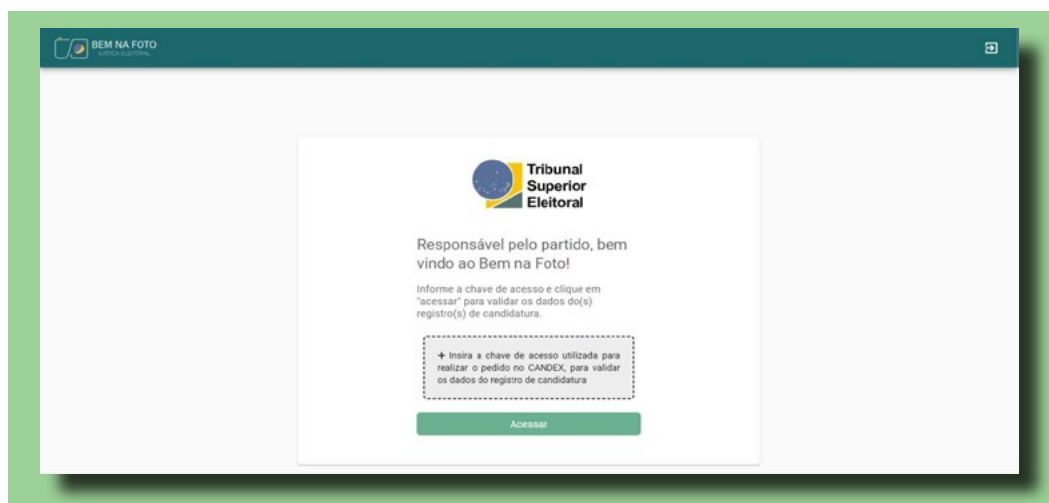 BEM NA FOTO
JUSTIÇA ELEITORAL
Tribunal
Superior
Eleitoral
Responsável pelo partido, bem
vindo ao Bem na Foto!
Informe a chave de acesso e clique em
"acessar" para validar os dados do(s)
registro(s) de candidatura.
+ Insira a chave de acesso utilizada para
realizar o pedido no CANDEX, para validar
os dados do registro de candidatura
Acessar